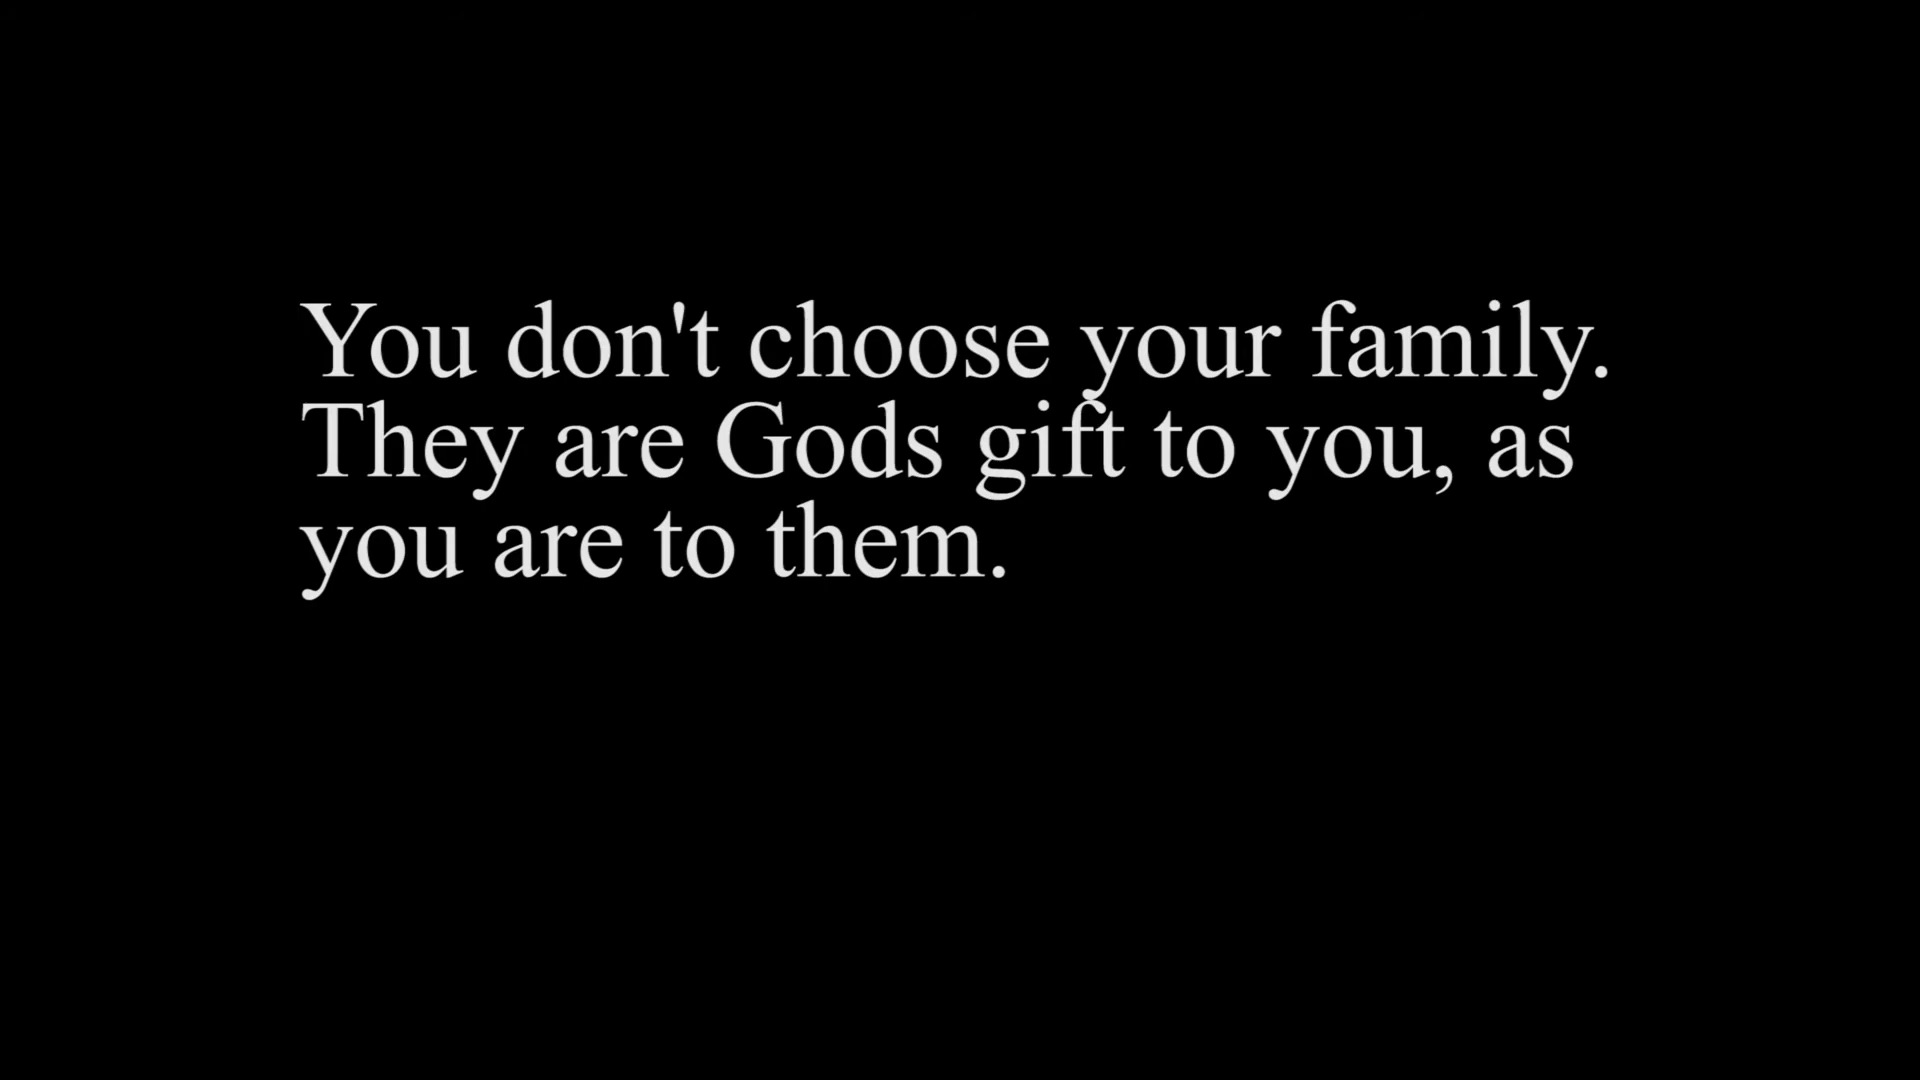 You don't choose your family.
They are Gods gift to you, as
you are to them.